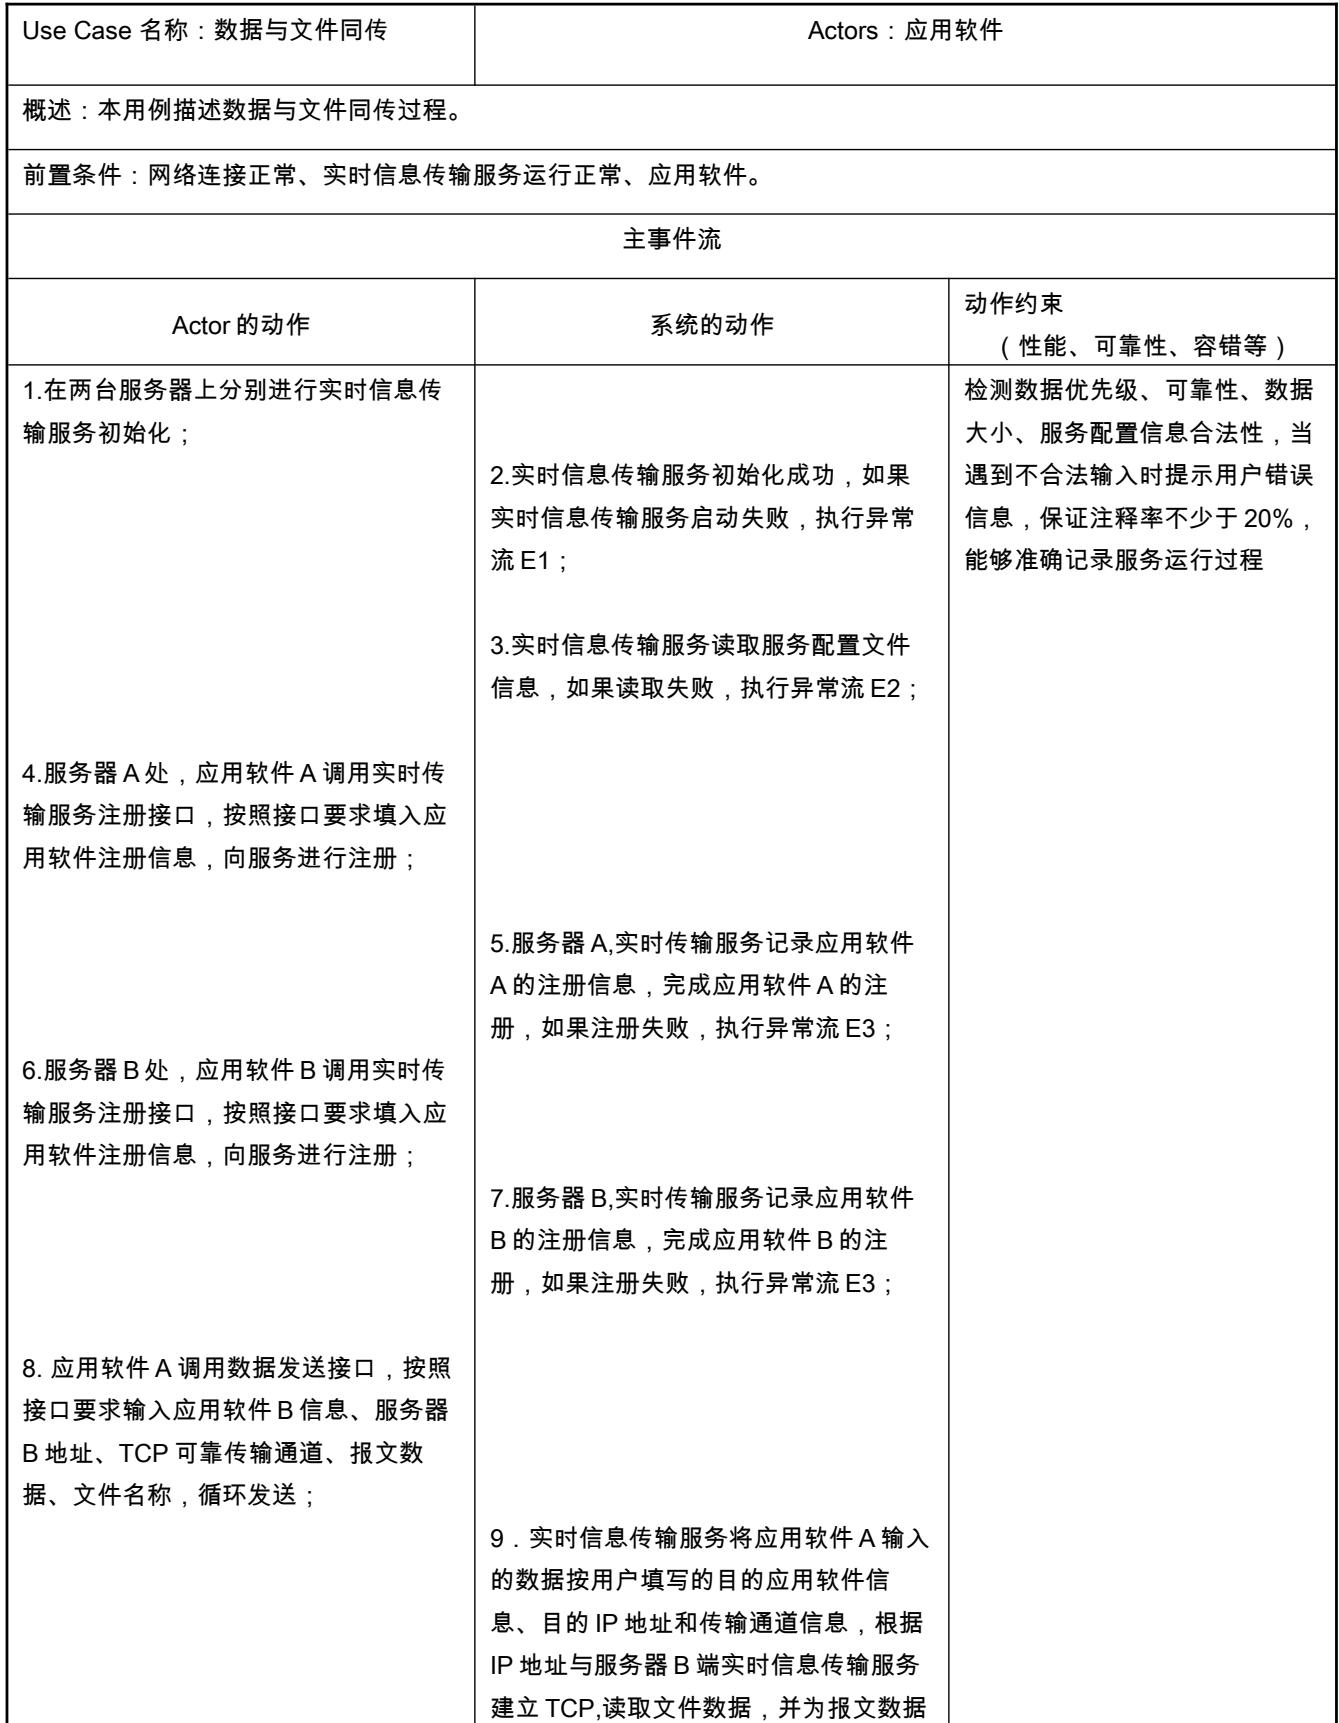 Use Case 名称：数据与文件同传
Actors：应用软件
概述：本用例描述数据与文件同传过程。
前置条件：网络连接正常、实时信息传输服务运行正常、应用软件。
主事件流
Actor 的动作
系统的动作
动作约束
（性能、可靠性、容错等）
1.在两台服务器上分别进行实时信息传
输服务初始化；
检测数据优先级、可靠性、数据
大小、服务配置信息合法性，当
遇到不合法输入时提示用户错误
信息，保证注释率不少于 20%，
能够准确记录服务运行过程
2.实时信息传输服务初始化成功，如果
实时信息传输服务启动失败，执行异常
流 E1；
3.实时信息传输服务读取服务配置文件
信息，如果读取失败，执行异常流 E2；
4.服务器 A 处，应用软件 A 调用实时传
输服务注册接口，按照接口要求填入应
用软件注册信息，向服务进行注册；
5.服务器 A,实时传输服务记录应用软件
A 的注册信息，完成应用软件 A 的注
册，如果注册失败，执行异常流 E3；
6.服务器 B 处，应用软件 B 调用实时传
输服务注册接口，按照接口要求填入应
用软件注册信息，向服务进行注册；
7.服务器 B,实时传输服务记录应用软件
B 的注册信息，完成应用软件 B 的注
册，如果注册失败，执行异常流 E3；
8. 应用软件 A 调用数据发送接口，按照
接口要求输入应用软件 B 信息、服务器
B 地址、TCP 可靠传输通道、报文数
据、文件名称，循环发送；
9．实时信息传输服务将应用软件 A 输入
的数据按用户填写的目的应用软件信
息、目的 IP 地址和传输通道信息，根据
IP 地址与服务器 B 端实时信息传输服务
建立 TCP,读取文件数据，并为报文数据